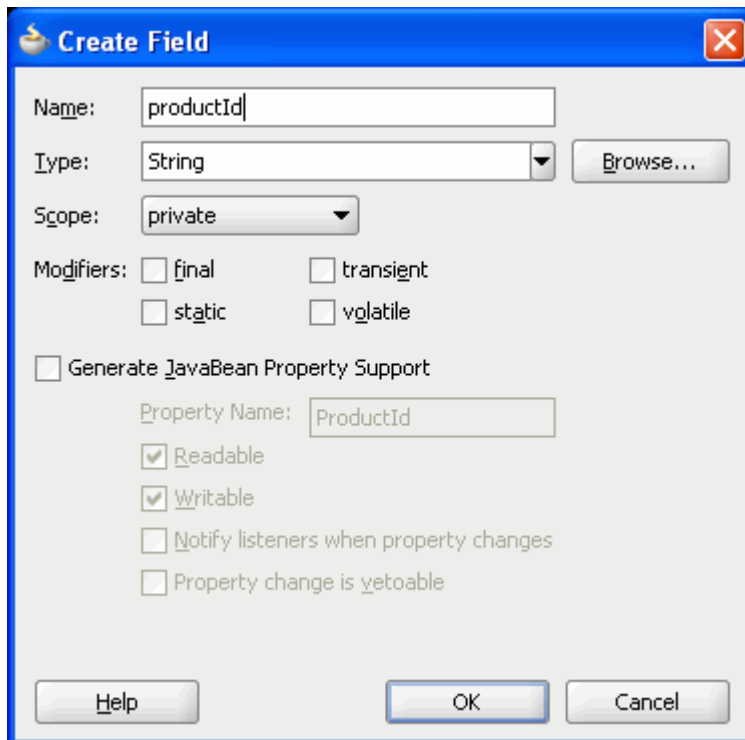 Create Field
Name: productId
Type: String Browse...
Scope: private
Modifiers: final transient
static volatile
Generate JavaBean Property Support
Property Name: ProductId
Readable
Writable
Notify listeners when property changes
Property change is vetoable
Help OK Cancel